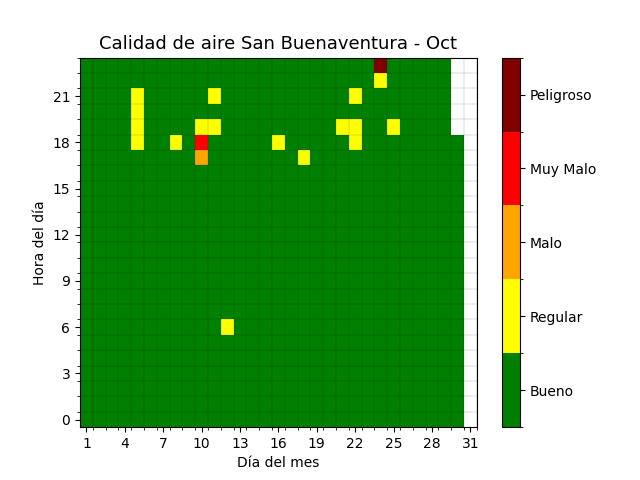 Calidad de aire San Buenaventura - Oct
21
18
15
12
9
6
3
0
Hora del día
1 4 7 10 13 16 19 22 25 28 31
Día del mes
Peligroso
Muy Malo
Malo
Regular
Bueno